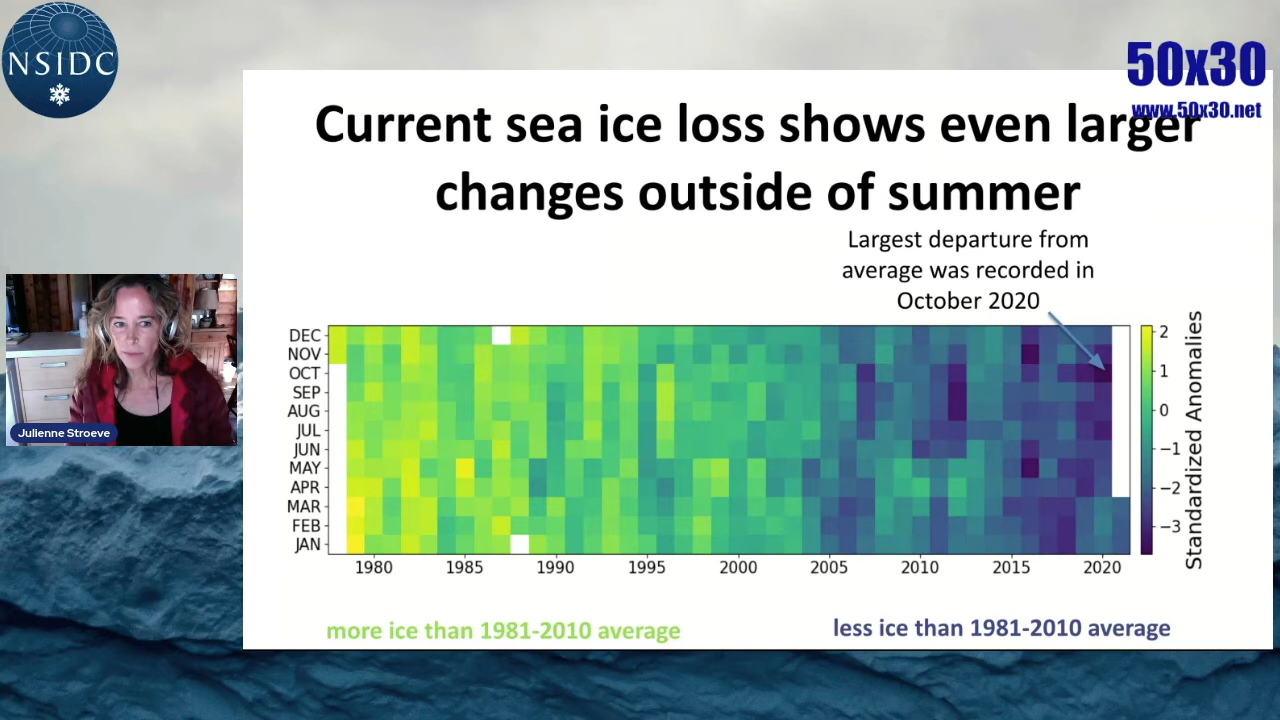 NSIDC
50x30
www.50x30.net
Current sea ice loss shows even larger
changes outside of summer
Largest departure from
average was recorded in
October 2020
DEC
NOV
OCT
SEP
AUG
JUL
JUN
MAY
APR
MAR
FEB
JAN
1980 1985 1990 1995 2000 2005 2010 2015 2020
2
1
0
−1
−2
−3
Standardized Anomalies
more ice than 1981-2010 average
less ice than 1981-2010 average
Julienne Stroeve